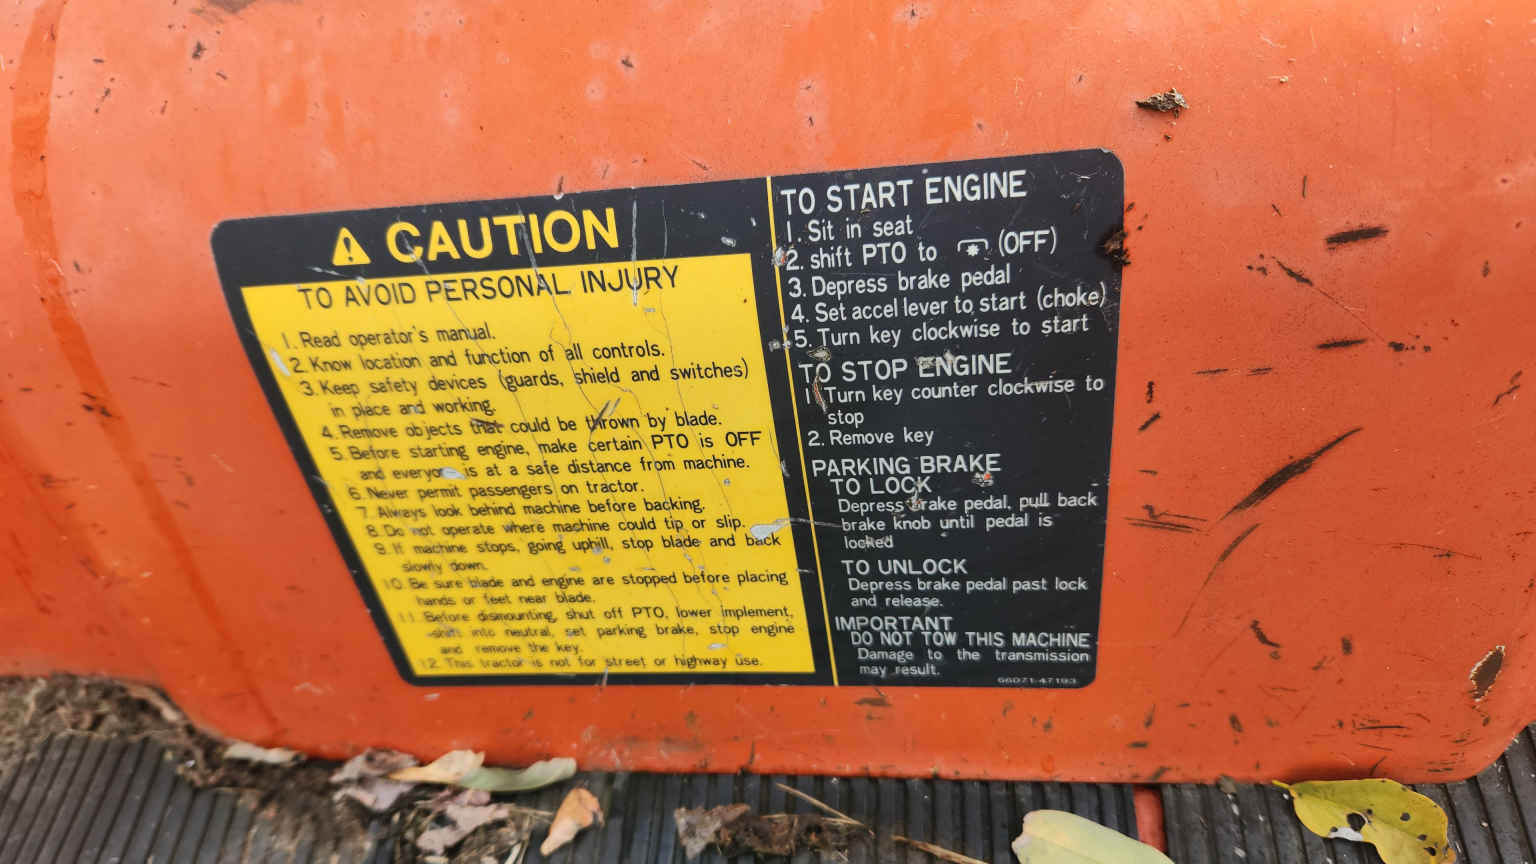 CAUTION
TO AVOID PERSONAL INJURY
1. Read operator's manual.
2. Know location and function of all controls.
3. Keep safety devices (guards, shield and switches)
in place and working.
4. Remove objects that could be thrown by blade.
5. Before starting engine, make certain PTO is OFF
and everyone is at a safe distance from machine.
6. Never permit passengers on tractor.
7. Always look behind machine before backing.
8. Do not operate where machine could tip or slip.
9. If machine stops, going uphill, stop blade and back
slowly down.
10. Be sure blade and engine are stopped before placing
hands or feet near blade.
11. Before dismounting, shut off PTO, lower implement,
shift into neutral, set parking brake, stop engine
and remove the key.
12. This tractor is not for street or highway use.
TO START ENGINE
1. Sit in seat
2. shift PTO to (OFF)
3. Depress brake pedal
4. Set accel lever to start (choke)
5. Turn key clockwise to start
TO STOP ENGINE
1. Turn key counter clockwise to
stop
2. Remove key
PARKING BRAKE
TO LOCK
Depress brake pedal, pull back
brake knob until pedal is
locked
TO UNLOCK
Depress brake pedal past lock
and release.
IMPORTANT
DO NOT TOW THIS MACHINE
Damage to the transmission
may result.
66071-47193